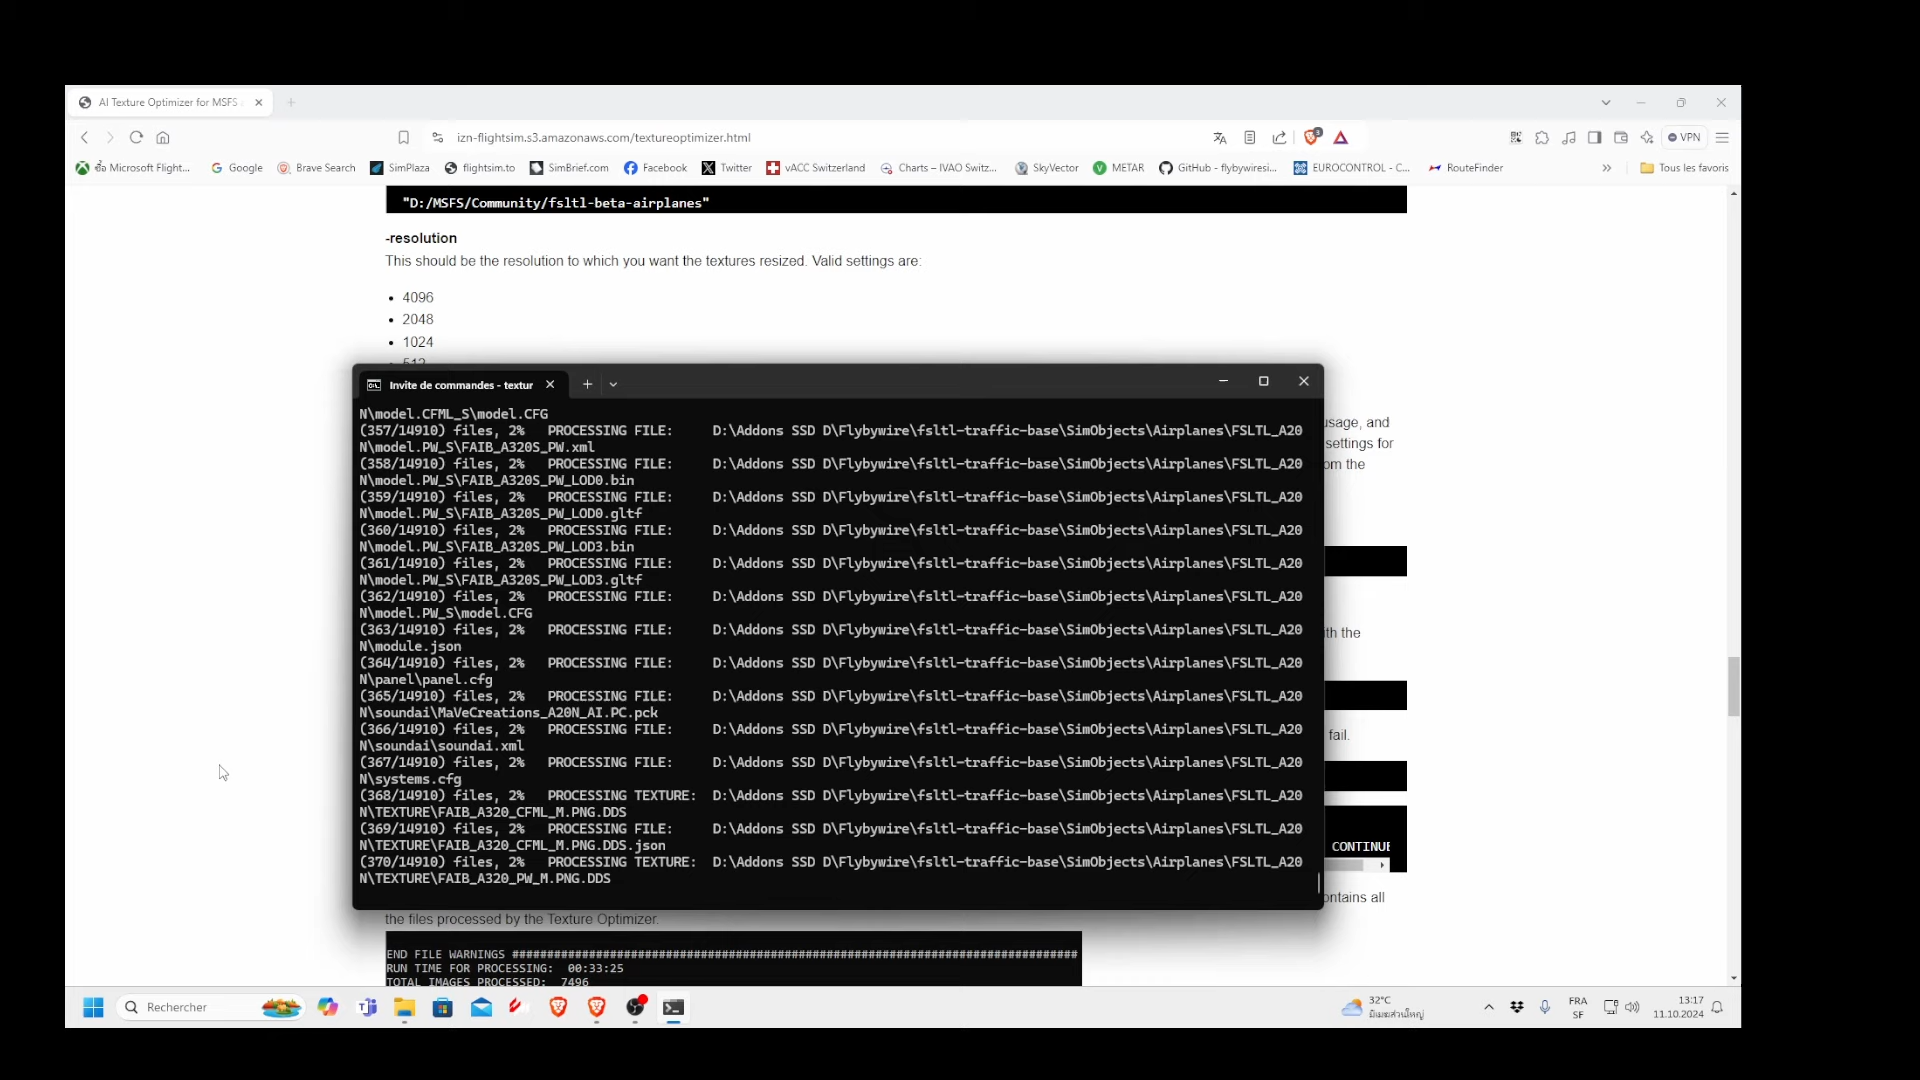 AI Texture Optimizer for MSFS
izn-flightsim.s3.amazonaws.com/textureoptimizer.html
VPN
ซื้อ Microsoft Flight...
Google
Brave Search
SimPlaza
flightsim.to
SimBrief.com
Facebook
Twitter
vACC Switzerland
Charts – IVAO Switz...
SkyVector
METAR
GitHub - flybywiresi...
EUROCONTROL - C...
RouteFinder
Tous les favoris
"D:/MSFS/Community/fsltl-beta-airplanes"
-resolution
This should be the resolution to which you want the textures resized. Valid settings are:
4096
2048
1024
512
Invite de commandes - textur
N\model.CFML_S\model.CFG
(357/14910) files, 2% PROCESSING FILE: D:\Addons SSD D\Flybywire\fsltl-traffic-base\SimObjects\Airplanes\FSLTL_A20
N\model.PW_S\FAIB_A320S_PW.xml
(358/14910) files, 2% PROCESSING FILE: D:\Addons SSD D\Flybywire\fsltl-traffic-base\SimObjects\Airplanes\FSLTL_A20
N\model.PW_S\FAIB_A320S_PW_LOD0.bin
(359/14910) files, 2% PROCESSING FILE: D:\Addons SSD D\Flybywire\fsltl-traffic-base\SimObjects\Airplanes\FSLTL_A20
N\model.PW_S\FAIB_A320S_PW_LOD0.gltf
(360/14910) files, 2% PROCESSING FILE: D:\Addons SSD D\Flybywire\fsltl-traffic-base\SimObjects\Airplanes\FSLTL_A20
N\model.PW_S\FAIB_A320S_PW_LOD3.bin
(361/14910) files, 2% PROCESSING FILE: D:\Addons SSD D\Flybywire\fsltl-traffic-base\SimObjects\Airplanes\FSLTL_A20
N\model.PW_S\FAIB_A320S_PW_LOD3.gltf
(362/14910) files, 2% PROCESSING FILE: D:\Addons SSD D\Flybywire\fsltl-traffic-base\SimObjects\Airplanes\FSLTL_A20
N\model.PW_S\model.CFG
(363/14910) files, 2% PROCESSING FILE: D:\Addons SSD D\Flybywire\fsltl-traffic-base\SimObjects\Airplanes\FSLTL_A20
N\module.json
(364/14910) files, 2% PROCESSING FILE: D:\Addons SSD D\Flybywire\fsltl-traffic-base\SimObjects\Airplanes\FSLTL_A20
N\panel\panel.cfg
(365/14910) files, 2% PROCESSING FILE: D:\Addons SSD D\Flybywire\fsltl-traffic-base\SimObjects\Airplanes\FSLTL_A20
N\soundai\MaVeCreations_A20N_AI.PC.pck
(366/14910) files, 2% PROCESSING FILE: D:\Addons SSD D\Flybywire\fsltl-traffic-base\SimObjects\Airplanes\FSLTL_A20
N\soundai\soundai.xml
(367/14910) files, 2% PROCESSING FILE: D:\Addons SSD D\Flybywire\fsltl-traffic-base\SimObjects\Airplanes\FSLTL_A20
N\systems.cfg
(368/14910) files, 2% PROCESSING TEXTURE: D:\Addons SSD D\Flybywire\fsltl-traffic-base\SimObjects\Airplanes\FSLTL_A20
N\TEXTURE\FAIB_A320_CFML_M.PNG.DDS
(369/14910) files, 2% PROCESSING FILE: D:\Addons SSD D\Flybywire\fsltl-traffic-base\SimObjects\Airplanes\FSLTL_A20
N\TEXTURE\FAIB_A320_CFML_M.PNG.DDS.json
(370/14910) files, 2% PROCESSING TEXTURE: D:\Addons SSD D\Flybywire\fsltl-traffic-base\SimObjects\Airplanes\FSLTL_A20
N\TEXTURE\FAIB_A320_PW_M.PNG.DDS
usage, and
settings for
om the
th the
fail.
CONTINUE
ontains all
the files processed by the Texture Optimizer.
END FILE WARNINGS ########################################################################
RUN TIME FOR PROCESSING: 00:33:25
TOTAL IMAGES PROCESSED: 7496
Rechercher
32°C
มีเมฆส่วนใหญ่
FRA
SF
13:17
11.10.2024